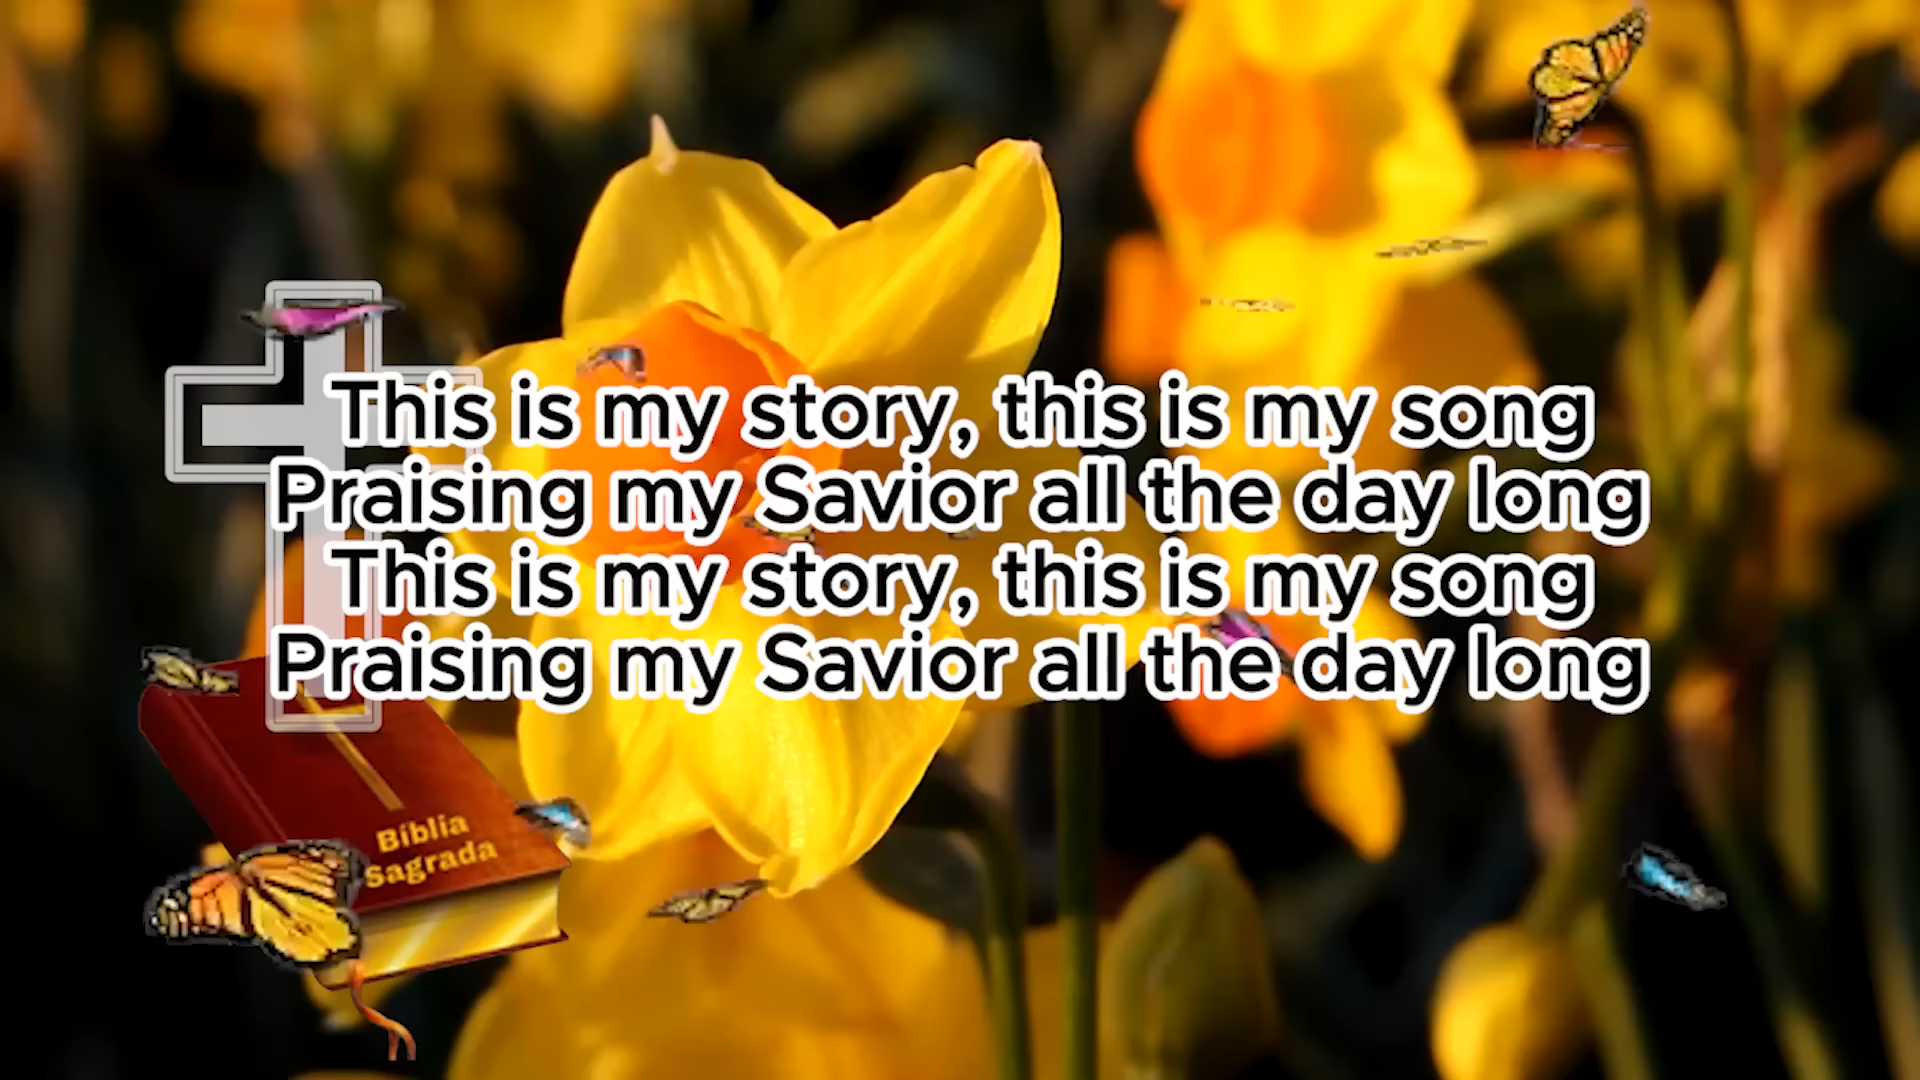 This is my story, this is my song
Praising my Savior all the day long
This is my story, this is my song
Praising my Savior all the day long
Bíblia
Sagrada